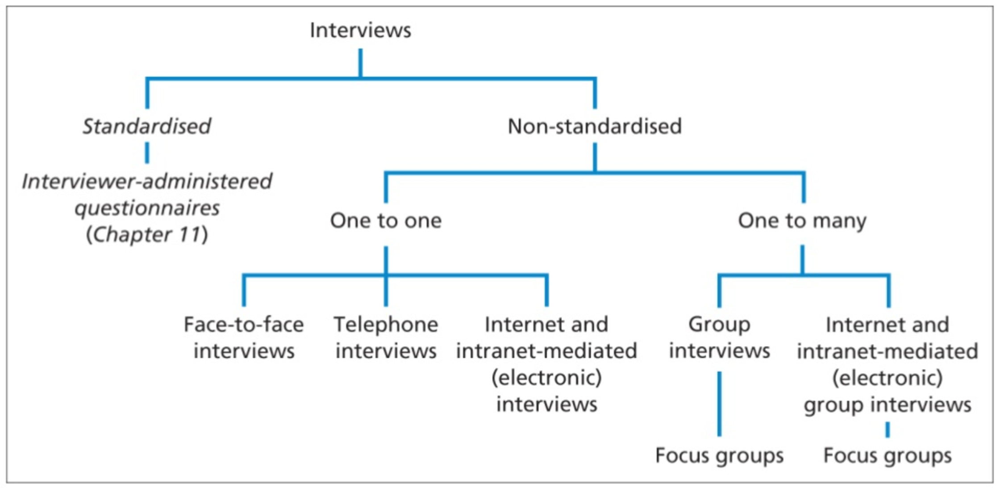 Interviews
Standardised
Non-standardised
Interviewer-administered
questionnaires
(Chapter 11)
One to one
One to many
Face-to-face
interviews
Telephone
interviews
Internet and
intranet-mediated
(electronic)
interviews
Group
interviews
Internet and
intranet-mediated
(electronic)
group interviews
Focus groups
Focus groups